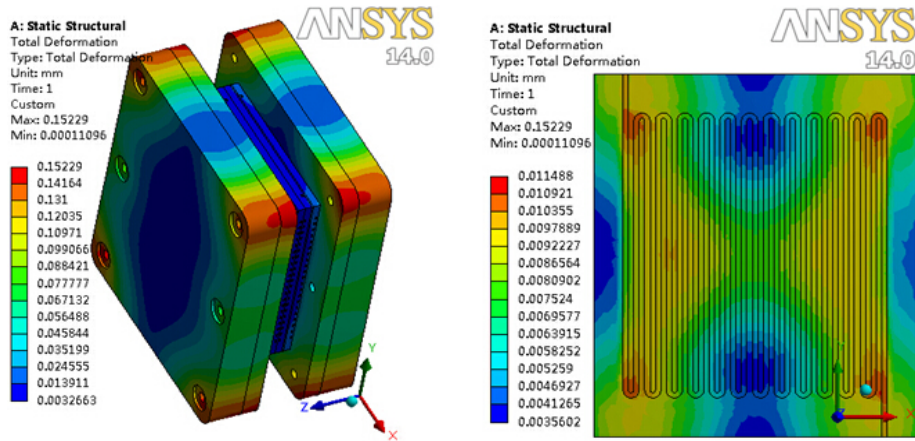 A: Static Structural
Total Deformation
Type: Total Deformation
Unit: mm
Time: 1
Custom
Max: 0.15229
Min: 0.00011096
0.15229
0.14164
0.131
0.12035
0.10971
0.099066
0.088421
0.077777
0.067132
0.056488
0.045844
0.035199
0.024555
0.013911
0.0032663
ANSYS
14.0
Y
Z
X
A: Static Structural
Total Deformation
Type: Total Deformation
Unit: mm
Time: 1
Custom
Max: 0.15229
Min: 0.00011096
0.011488
0.010921
0.010355
0.0097889
0.0092227
0.0086564
0.0080902
0.007524
0.0069577
0.0063915
0.0058252
0.005259
0.0046927
0.0041265
0.0035602
ANSYS
14.0
X